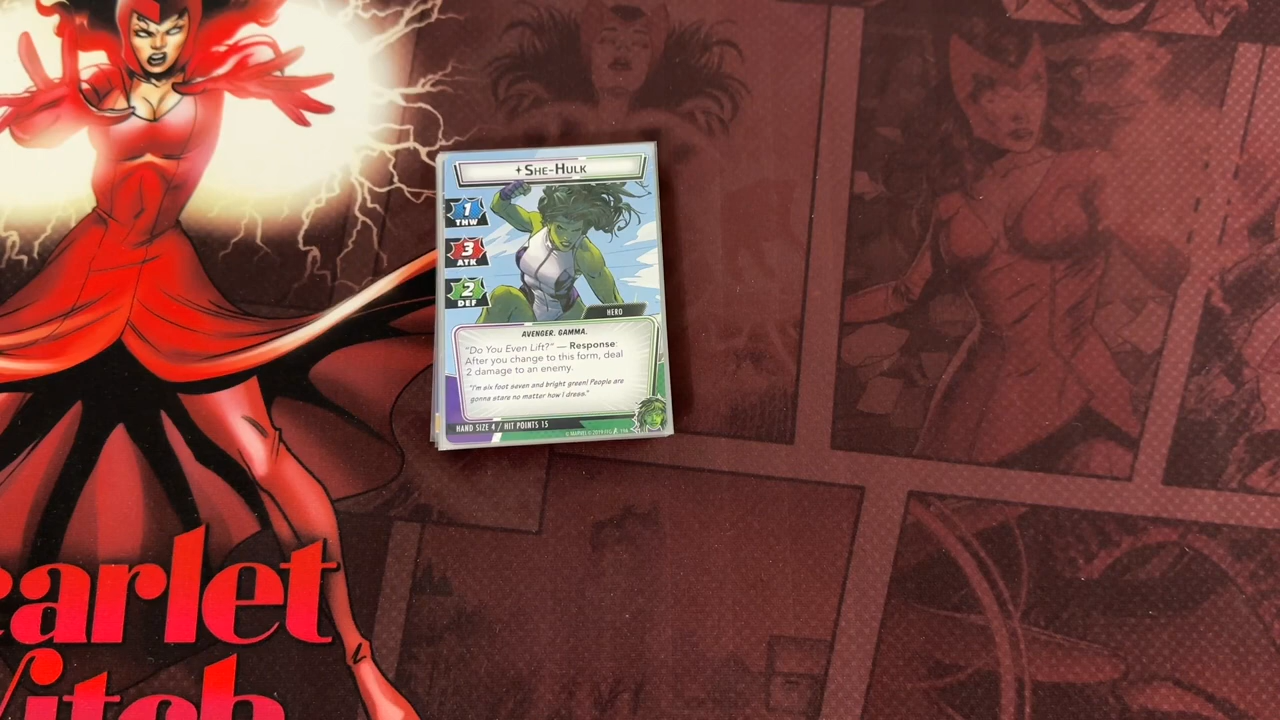 She-Hulk
1
THW
3
ATK
2
DEF
HERO
AVENGER. GAMMA.
"Do You Even Lift?" — Response:
After you change to this form, deal
2 damage to an enemy.
"I'm six foot seven and bright green! People are
gonna stare no matter how I dress."
HAND SIZE 4 / HIT POINTS 15
carlet
itch